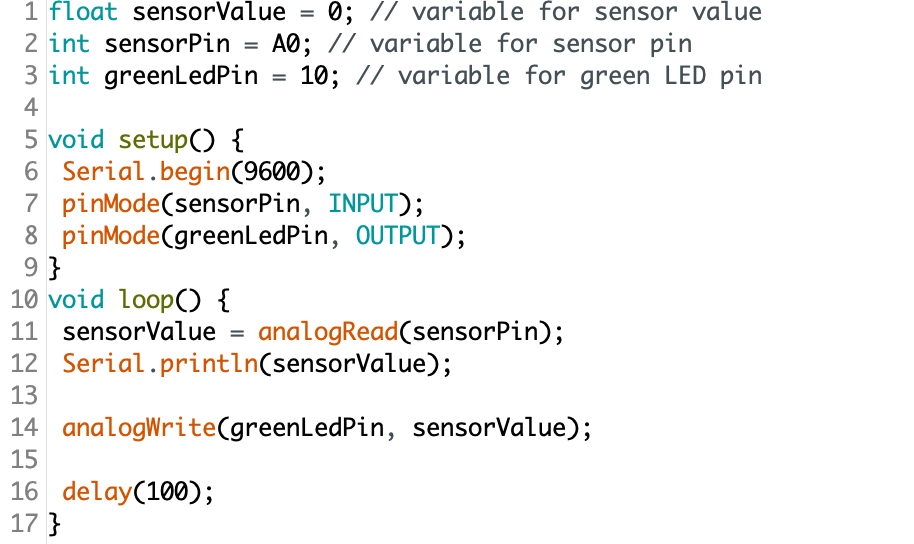 1 float sensorValue = 0; // variable for sensor value
2 int sensorPin = A0; // variable for sensor pin
3 int greenLedPin = 10; // variable for green LED pin
4
5 void setup() {
6  Serial.begin(9600);
7  pinMode(sensorPin, INPUT);
8  pinMode(greenLedPin, OUTPUT);
9 }
10 void loop() {
11  sensorValue = analogRead(sensorPin);
12  Serial.println(sensorValue);
13
14  analogWrite(greenLedPin, sensorValue);
15
16  delay(100);
17 }